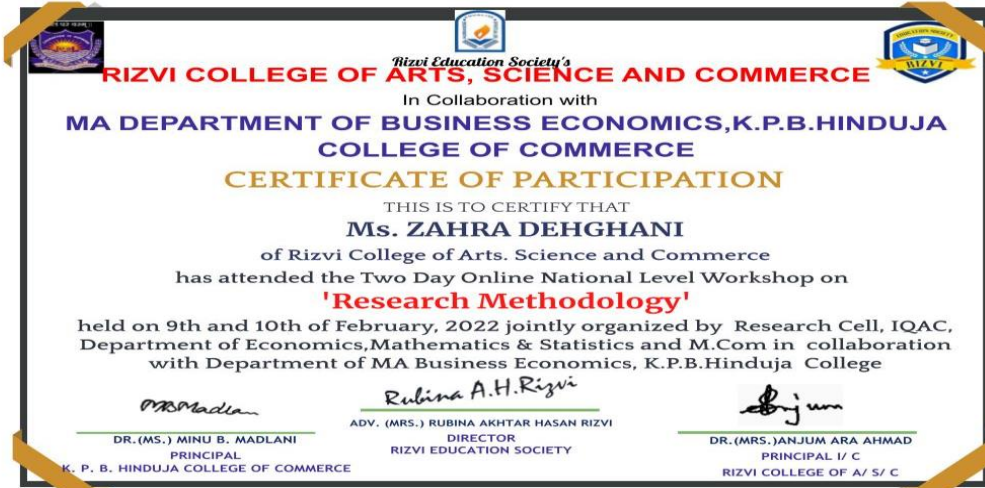 Rizvi Education Society's
RIZVI COLLEGE OF ARTS, SCIENCE AND COMMERCE
In Collaboration with
MA DEPARTMENT OF BUSINESS ECONOMICS,K.P.B.HINDUJA
COLLEGE OF COMMERCE
CERTIFICATE OF PARTICIPATION
THIS IS TO CERTIFY THAT
Ms. ZAHRA DEHGHANI
of Rizvi College of Arts. Science and Commerce
has attended the Two Day Online National Level Workshop on
'Research Methodology'
held on 9th and 10th of February, 2022 jointly organized by Research Cell, IQAC,
Department of Economics,Mathematics & Statistics and M.Com in collaboration
with Department of MA Business Economics, K.P.B.Hinduja College
MBMadlan
Rubina A.H.Rizvi
DR.(MS.) MINU B. MADLANI
PRINCIPAL
K. P. B. HINDUJA COLLEGE OF COMMERCE
ADV. (MRS.) RUBINA AKHTAR HASAN RIZVI
DIRECTOR
RIZVI EDUCATION SOCIETY
DR.(MRS.)ANJUM ARA AHMAD
PRINCIPAL I/ C
RIZVI COLLEGE OF A/ S/ C
EDUCATION SOCIETY
RIZVI